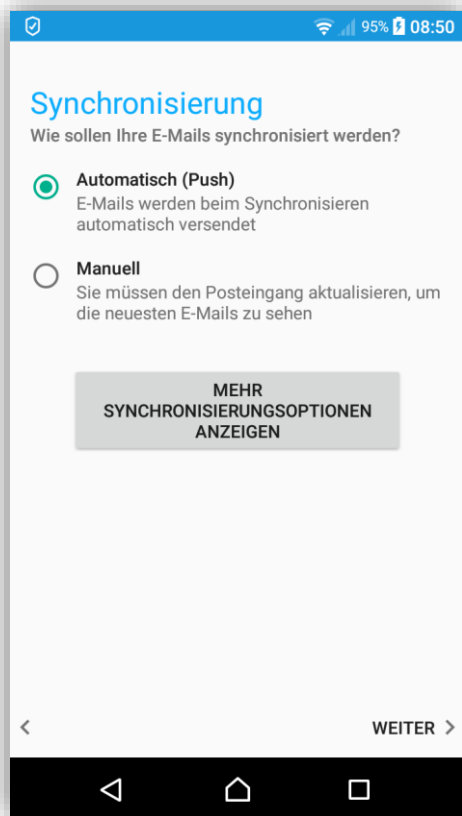 95% 08:50
Synchronisierung
Wie sollen Ihre E-Mails synchronisiert werden?
Automatisch (Push)
E-Mails werden beim Synchronisieren
automatisch versendet
Manuell
Sie müssen den Posteingang aktualisieren, um
die neuesten E-Mails zu sehen
MEHR
SYNCHRONISIERUNGSOPTIONEN
ANZEIGEN
WEITER